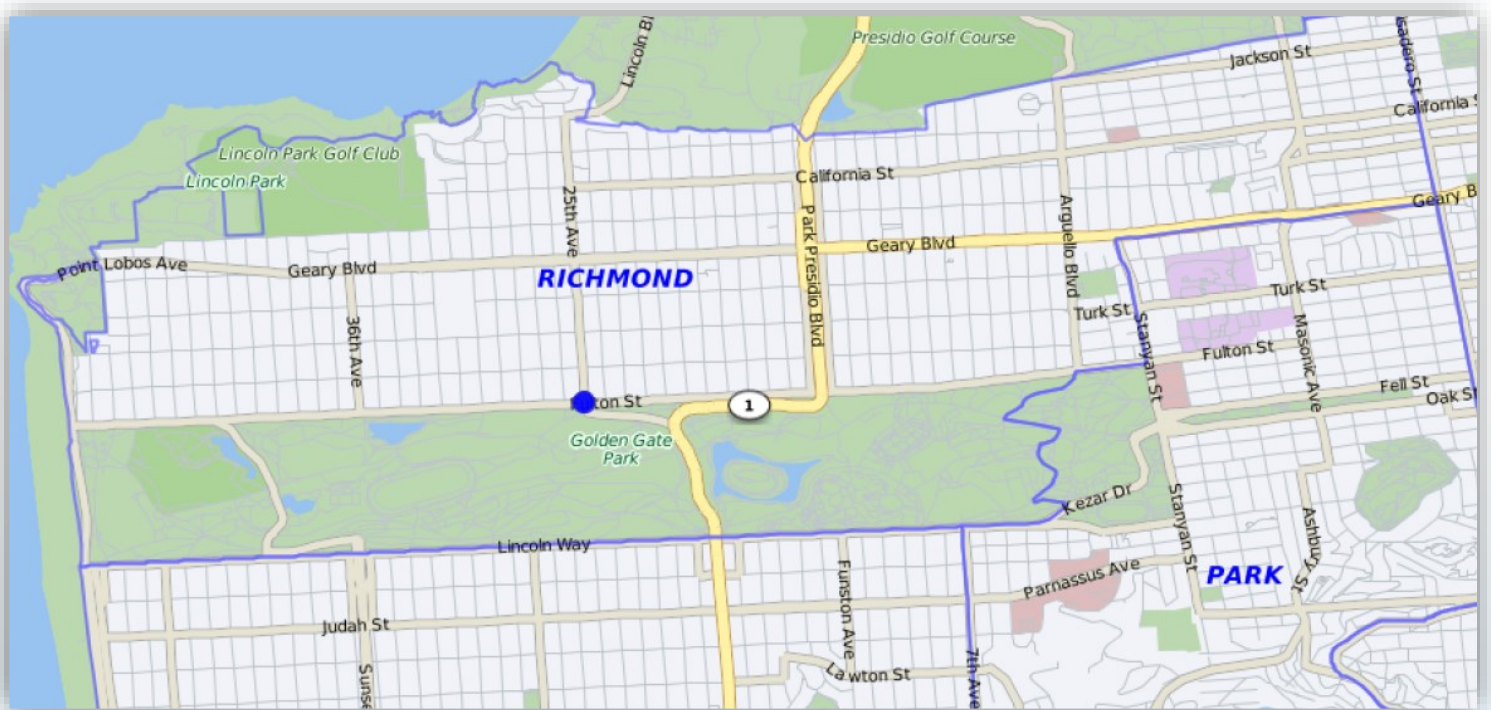 Lincoln Bl
Presidio Golf Course
Jackson St
sadero St
California S
Lincoln Park Golf Club
Lincoln Park
California St
25th Ave
Park Presidio Blvd
Arguello Blvd
Geary B
Geary Blvd
Point Lobos Ave
Geary Blvd
RICHMOND
Turk St
Turk St
36th Ave
Stanyan St
Masonic Ave
Fulton St
Fell St
Oak St
ton St
1
Golden Gate
Park
Kezar Dr
Stanyan St
Ashbury St
Lincoln Way
Funston Ave
Parnassus Ave
PARK
Judah St
Sunse
Lawton St
7th Ave